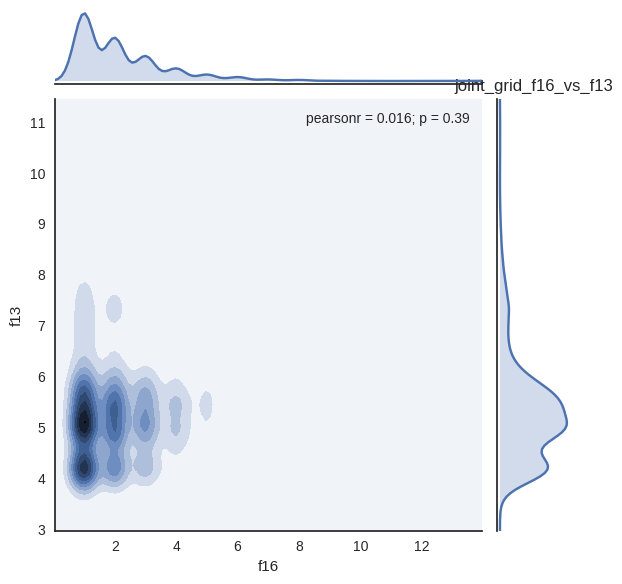 joint_grid_f16_vs_f13
pearsonr = 0.016; p = 0.39
11
10
9
8
7
6
5
4
3
f13
2 4 6 8 10 12
f16